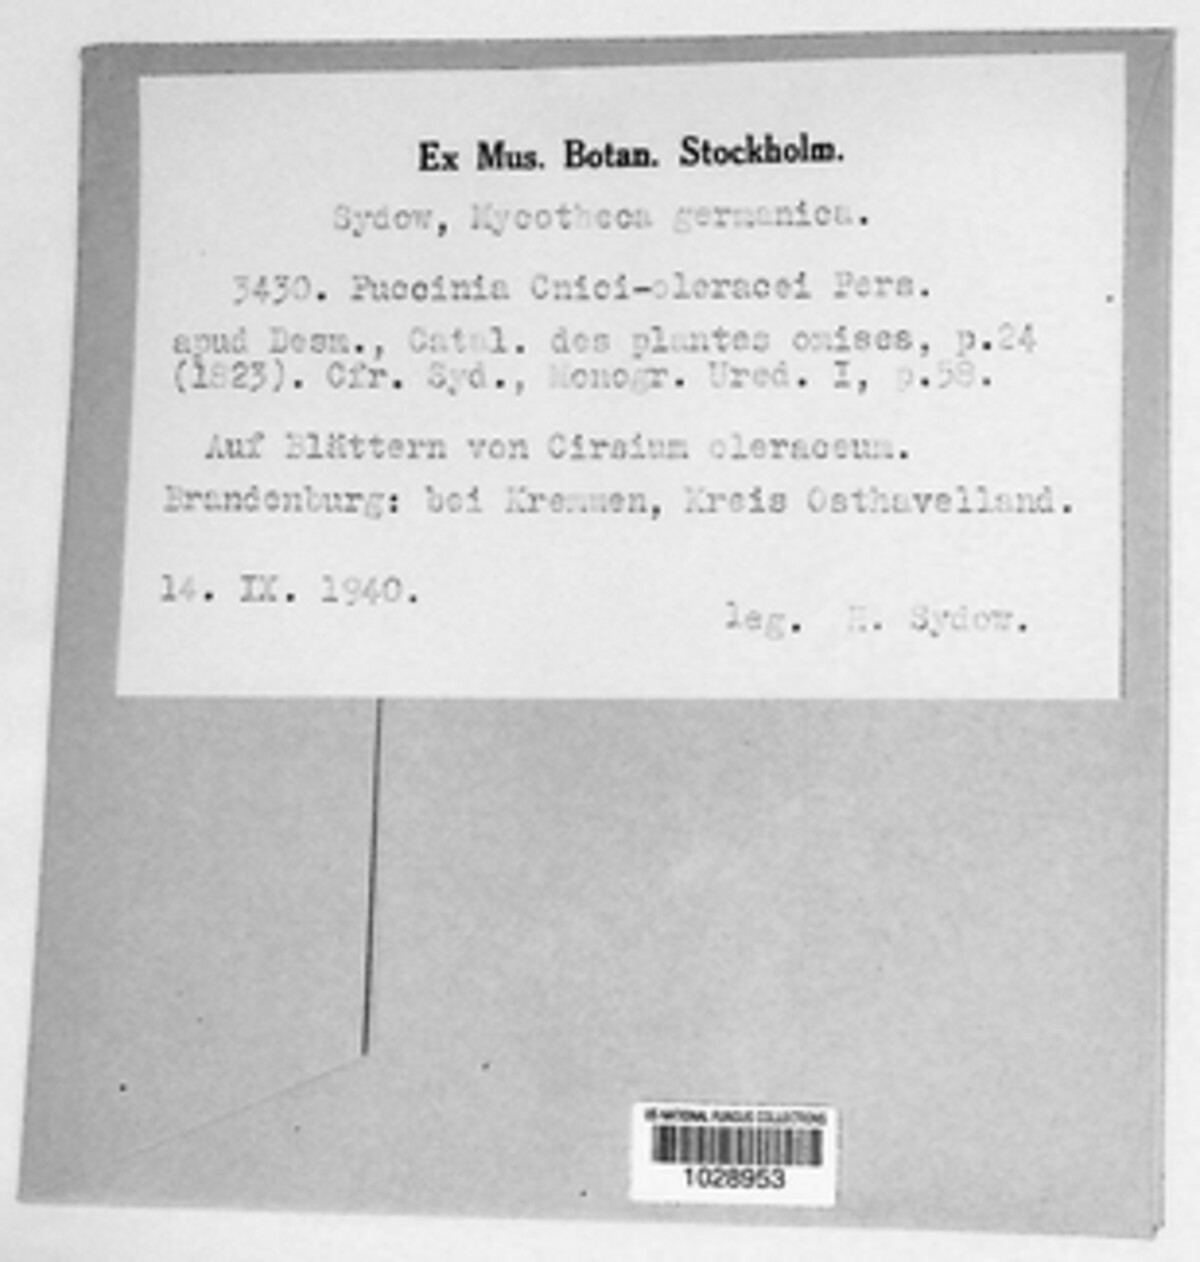 Ex Mus. Botan. Stockholm.
Sydow, Mycotheca germanica.
3430. Puccinia Cnici-oleracei Pers.
apud Desm., Catal. des plantes omises, p.24
(1823). Cfr. Syd., Monogr. Ured. I, p.58.
Auf Blättern von Cirsium oleraceum.
Brandenburg: bei Kremmen, Kreis Osthavelland.
14. IX. 1940.
leg. H. Sydow.
US NATIONAL FUNGUS COLLECTIONS
1028953